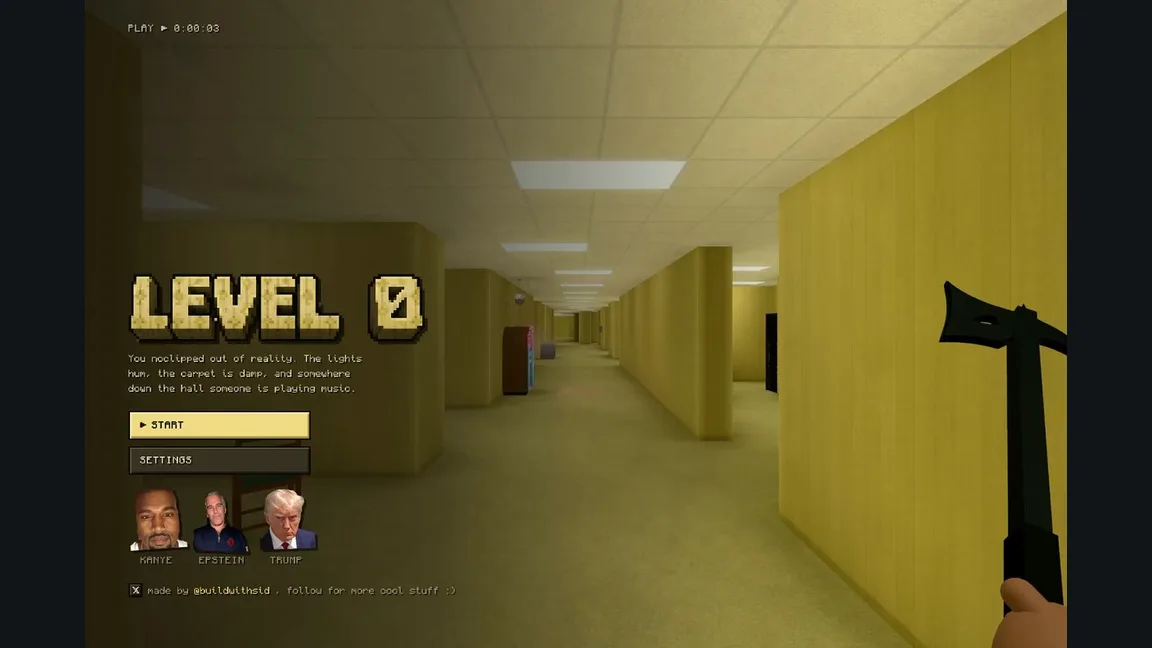 PLAY ► 0:00:03
LEVEL 0
You noclipped out of reality. The lights
hum, the carpet is damp, and somewhere
down the hall someone is playing music.
► START
SETTINGS
KANYE EPSTEIN TRUMP
X made by @buildwithsid , follow for more cool stuff :)